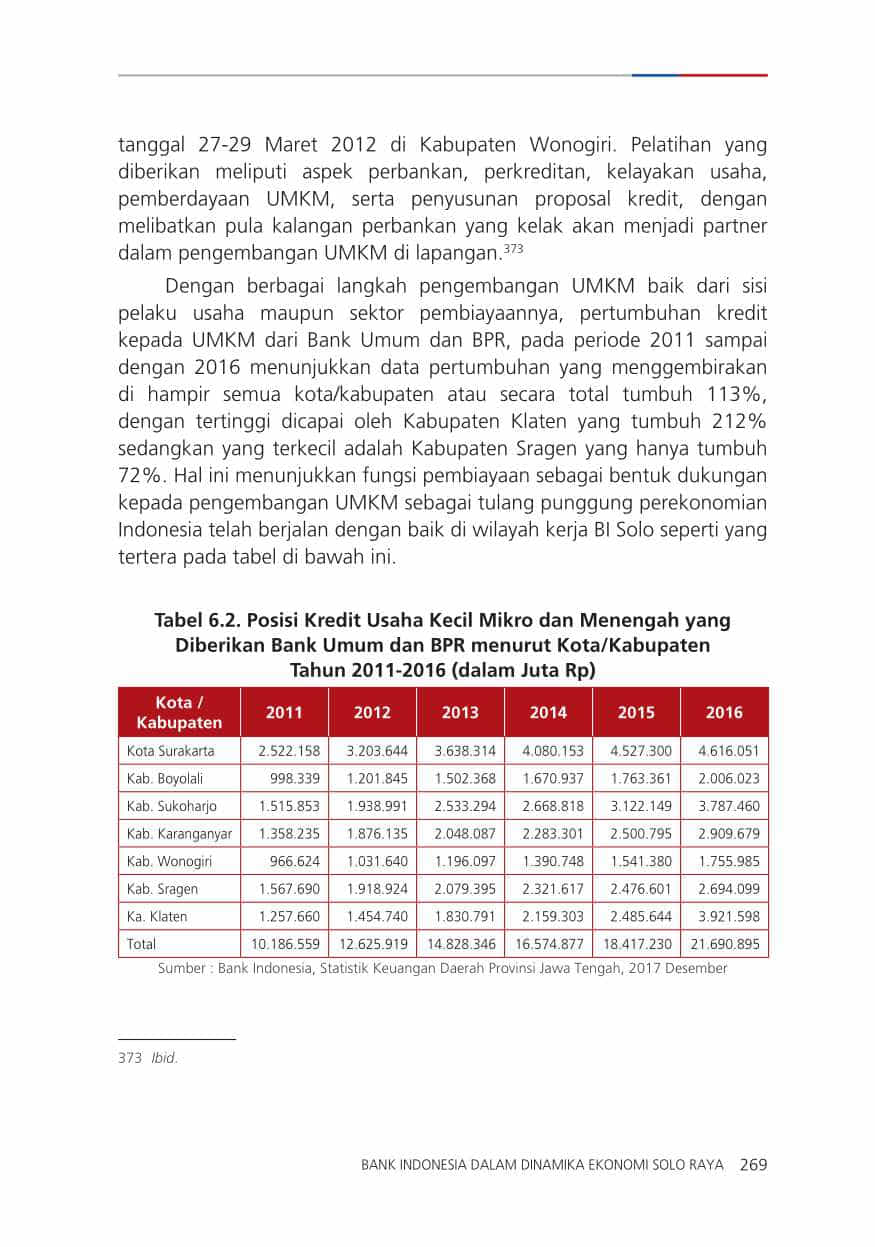 tanggal 27-29 Maret 2012 di Kabupaten Wonogiri. Pelatihan yang
diberikan meliputi aspek perbankan, perkreditan, kelayakan usaha,
pemberdayaan UMKM, serta penyusunan proposal kredit, dengan
melibatkan pula kalangan perbankan yang kelak akan menjadi partner
dalam pengembangan UMKM di lapangan.373
Dengan berbagai langkah pengembangan UMKM baik dari sisi
pelaku usaha maupun sektor pembiayaannya, pertumbuhan kredit
kepada UMKM dari Bank Umum dan BPR, pada periode 2011 sampai
dengan 2016 menunjukkan data pertumbuhan yang menggembirakan
di hampir semua kota/kabupaten atau secara total tumbuh 113%,
dengan tertinggi dicapai oleh Kabupaten Klaten yang tumbuh 212%
sedangkan yang terkecil adalah Kabupaten Sragen yang hanya tumbuh
72%. Hal ini menunjukkan fungsi pembiayaan sebagai bentuk dukungan
kepada pengembangan UMKM sebagai tulang punggung perekonomian
Indonesia telah berjalan dengan baik di wilayah kerja BI Solo seperti yang
tertera pada tabel di bawah ini.
Tabel 6.2. Posisi Kredit Usaha Kecil Mikro dan Menengah yang
Diberikan Bank Umum dan BPR menurut Kota/Kabupaten
Tahun 2011-2016 (dalam Juta Rp)
Kota / Kabupaten 2011 2012 2013 2014 2015 2016
Kota Surakarta 2.522.158 3.203.644 3.638.314 4.080.153 4.527.300 4.616.051
Kab. Boyolali 998.339 1.201.845 1.502.368 1.670.937 1.763.361 2.006.023
Kab. Sukoharjo 1.515.853 1.938.991 2.533.294 2.668.818 3.122.149 3.787.460
Kab. Karanganyar 1.358.235 1.876.135 2.048.087 2.283.301 2.500.795 2.909.679
Kab. Wonogiri 966.624 1.031.640 1.196.097 1.390.748 1.541.380 1.755.985
Kab. Sragen 1.567.690 1.918.924 2.079.395 2.321.617 2.476.601 2.694.099
Ka. Klaten 1.257.660 1.454.740 1.830.791 2.159.303 2.485.644 3.921.598
Total 10.186.559 12.625.919 14.828.346 16.574.877 18.417.230 21.690.895
Sumber : Bank Indonesia, Statistik Keuangan Daerah Provinsi Jawa Tengah, 2017 Desember
373 Ibid.
BANK INDONESIA DALAM DINAMIKA EKONOMI SOLO RAYA 269